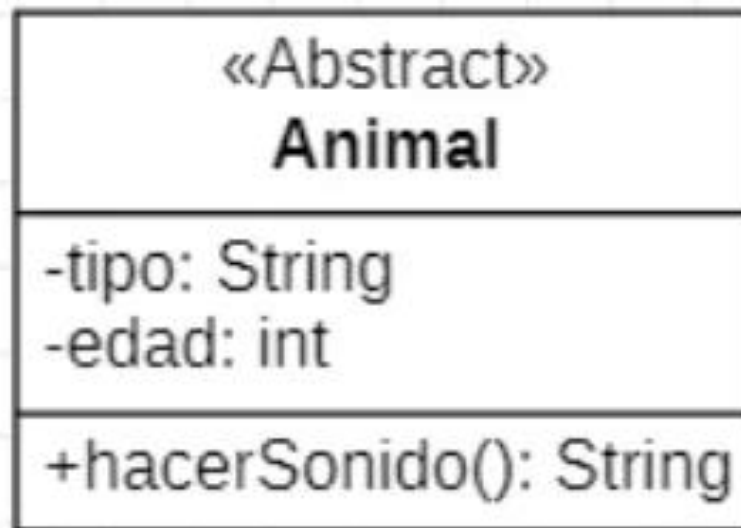 «Abstract»
Animal
-tipo: String
-edad: int
+hacerSonido(): String